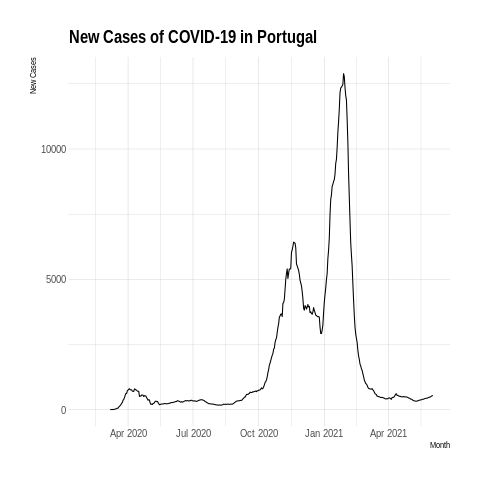 New Cases of COVID-19 in Portugal
New Cases
10000
5000
0
Apr 2020 Jul 2020 Oct 2020 Jan 2021 Apr 2021
Month